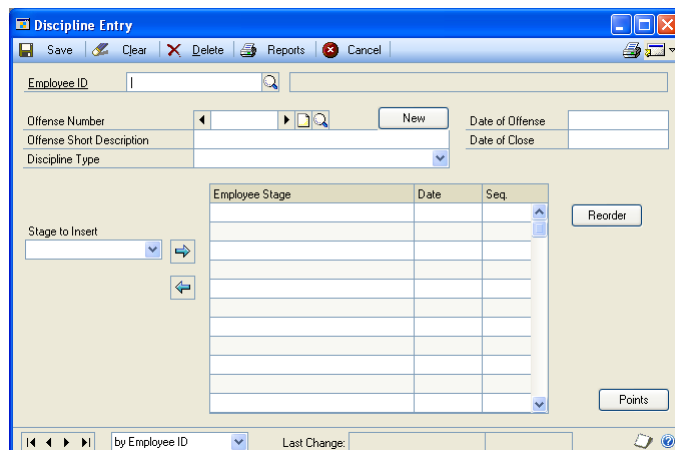 Discipline Entry
Save Clear Delete Reports Cancel
Employee ID
Offense Number New Date of Offense
Offense Short Description Date of Close
Discipline Type
Employee Stage Date Seq.
Reorder
Stage to Insert
Points
by Employee ID Last Change: